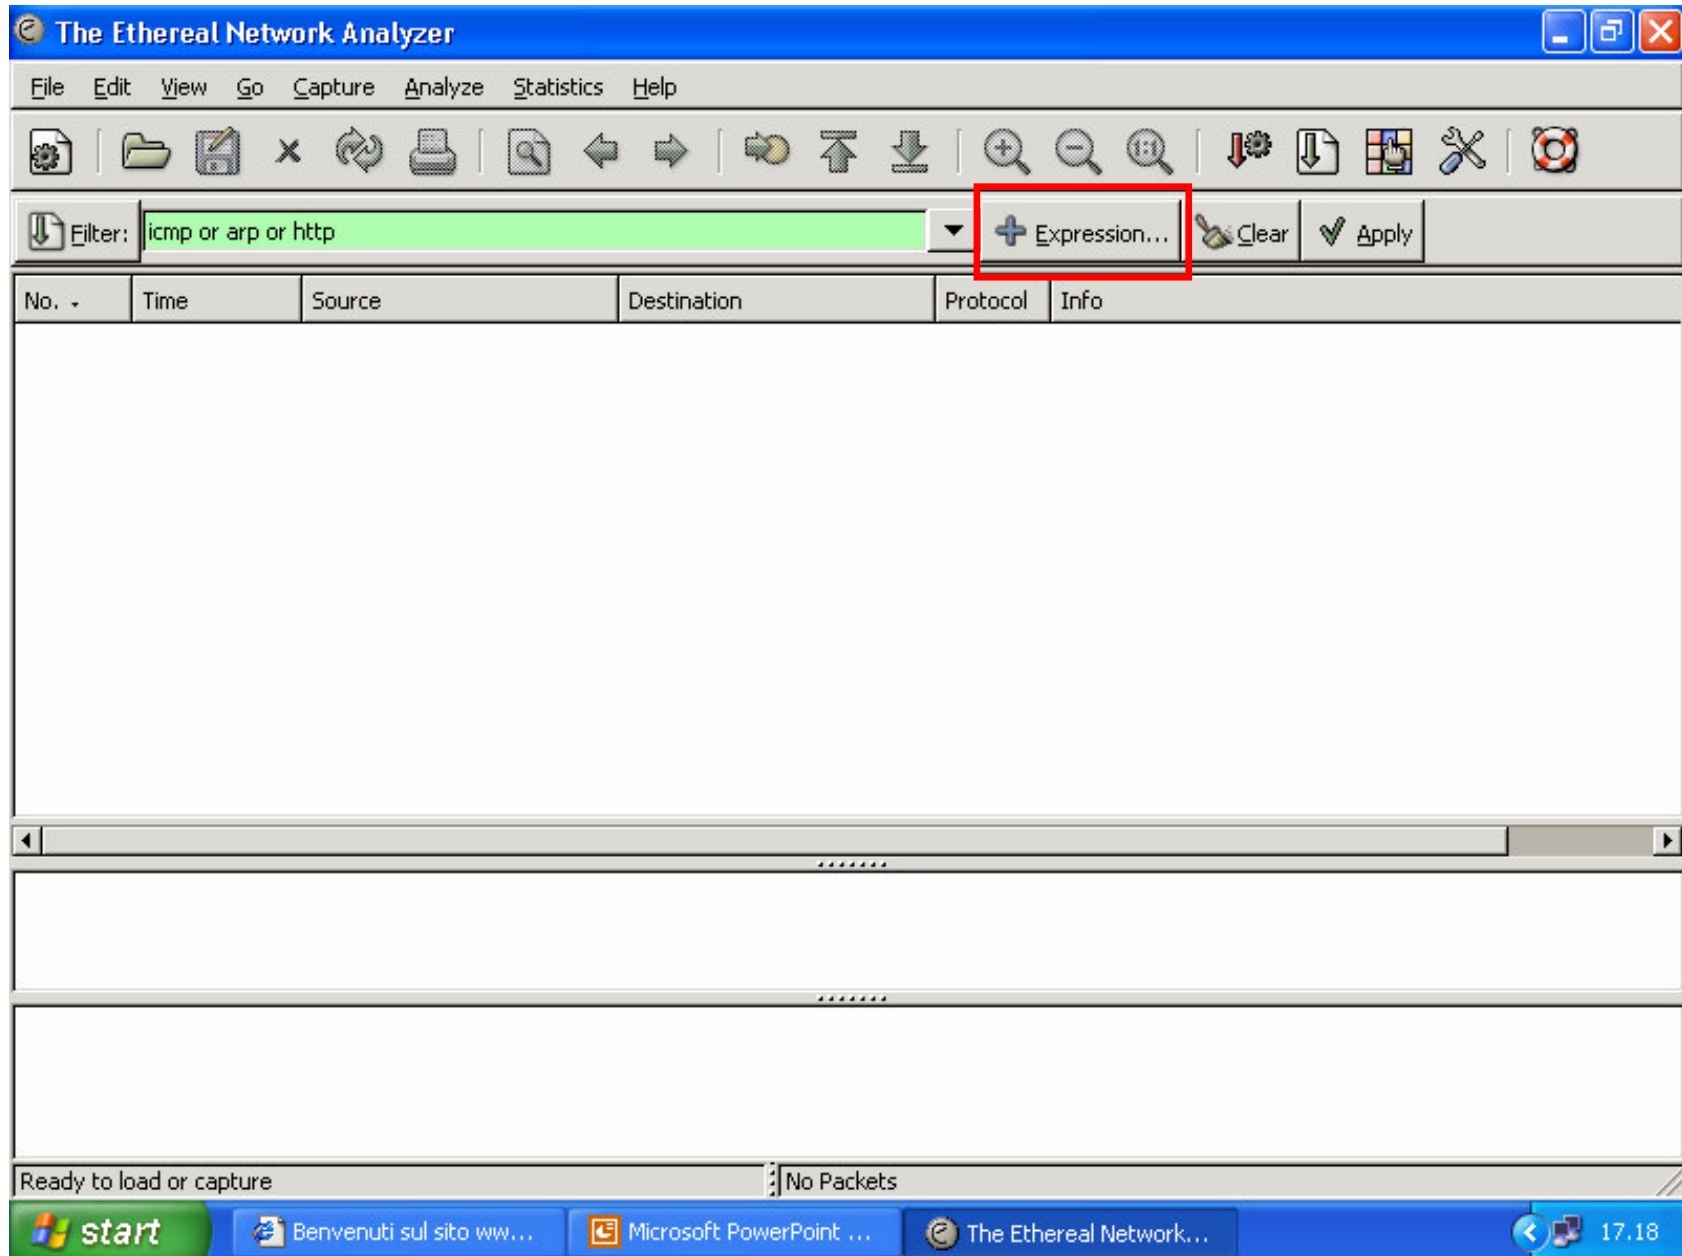 The Ethereal Network Analyzer
File Edit View Go Capture Analyze Statistics Help
Filter: icmp or arp or http Expression... Clear Apply
No. Time Source Destination Protocol Info
Ready to load or capture No Packets
start Benvenuti sul sito ww... Microsoft PowerPoint ... The Ethereal Network... 17.18